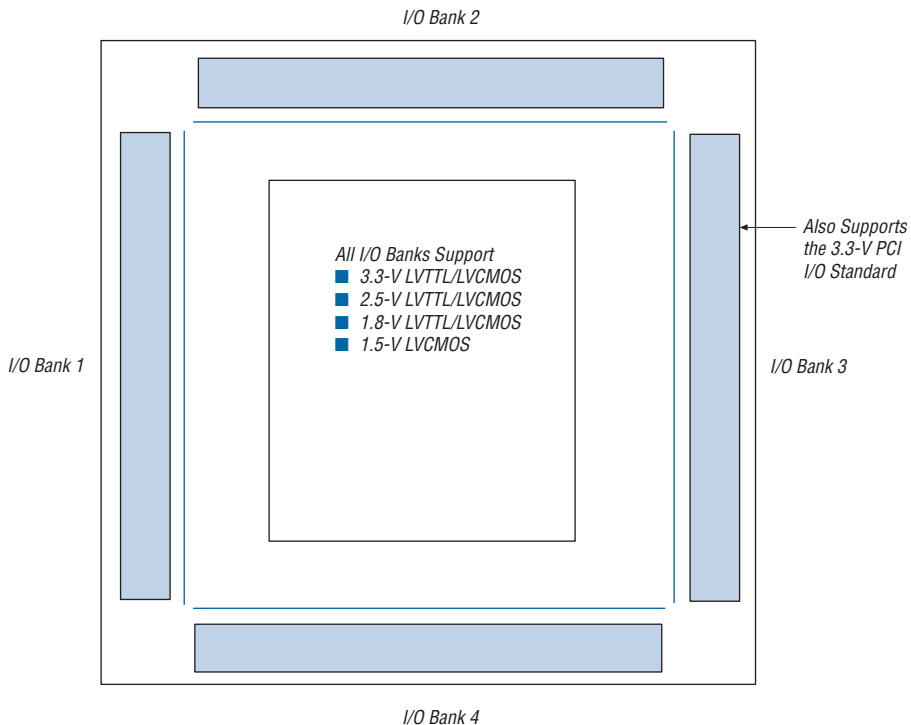 I/O Bank 2
All I/O Banks Support
■ 3.3-V LVTTL/LVCMOS
■ 2.5-V LVTTL/LVCMOS
■ 1.8-V LVTTL/LVCMOS
■ 1.5-V LVCMOS
Also Supports
the 3.3-V PCI
I/O Standard
I/O Bank 1
I/O Bank 3
I/O Bank 4